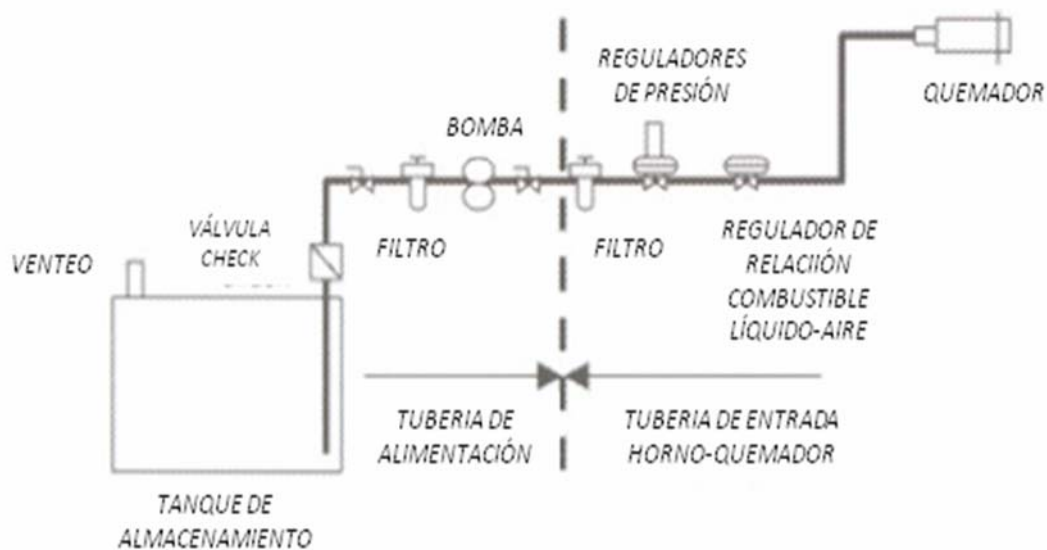 REGULADORES
DE PRESIÓN
QUEMADOR
BOMBA
VÁLVULA
CHECK
VENTEO
FILTRO
FILTRO
REGULADOR DE
RELACIIÓN
COMBUSTIBLE
LÍQUIDO-AIRE
TUBERIA DE
ALIMENTACIÓN
TUBERIA DE ENTRADA
HORNO-QUEMADOR
TANQUE DE
ALMACENAMIENTO